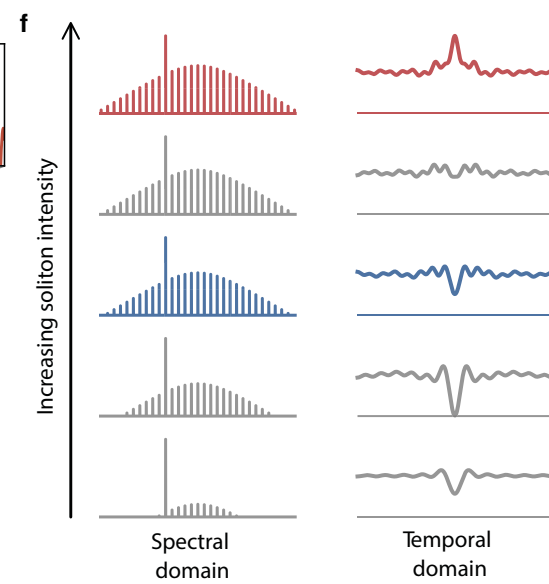 f
Increasing soliton intensity
Spectral
domain
Temporal
domain